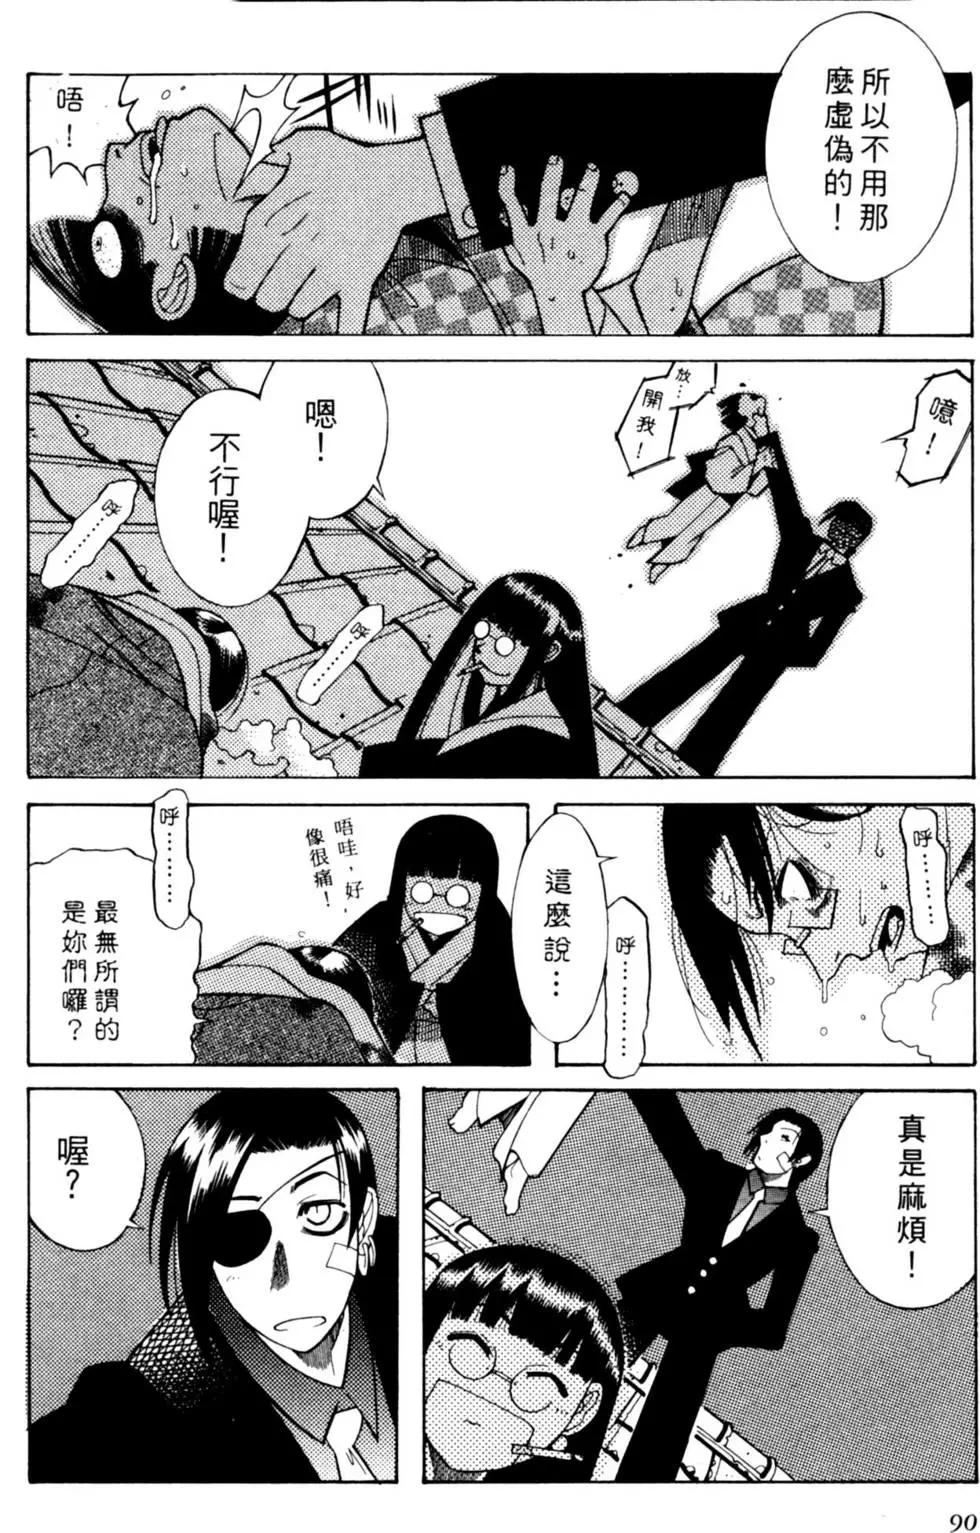 所以不用那
麼虛偽的！
唔！
噫！
放…
開我！
嗯！
不行喔！
呼……
呼……
呼……
呼……
這麼說…
唔哇，好
像很痛！
呼……
最無所謂的
是妳們囉？
真是麻煩！
喔？
90